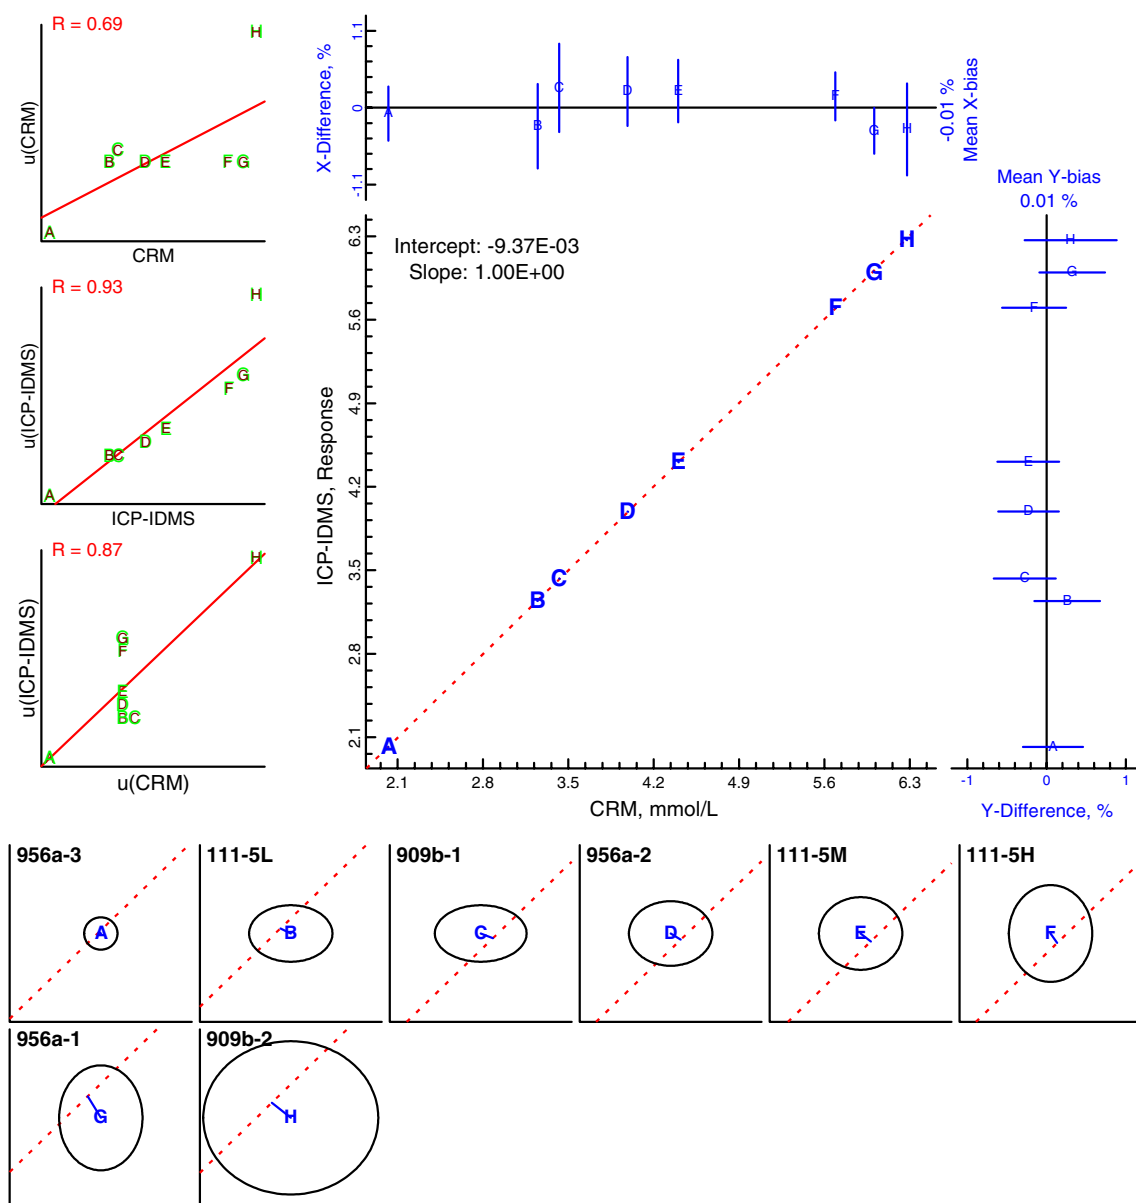 R = 0.69
H
C
B D E F G
A
u(CRM)
CRM
R = 0.93
H
G
F
E
D
B C
A
u(ICP-IDMS)
ICP-IDMS
R = 0.87
H
G
F
E
D
B C
A
u(ICP-IDMS)
u(CRM)
X-Difference, %
1.1
0
-1.1
A B C D E F G H
-0.01 %
Mean X-bias
Intercept: -9.37E-03
Slope: 1.00E+00
ICP-IDMS, Response
6.3
5.6
4.9
4.2
3.5
2.8
2.1
H
G
F
E
D
C
B
A
2.1 2.8 3.5 4.2 4.9 5.6 6.3
CRM, mmol/L
Mean Y-bias
0.01 %
H
G
F
E
D
C
B
A
-1 0 1
Y-Difference, %
956a-3 111-5L 909b-1 956a-2 111-5M 111-5H
A B C D E F
956a-1 909b-2
G H